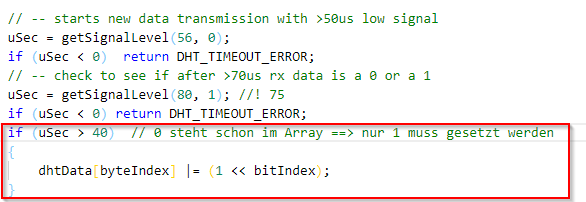 // -- starts new data transmission with >50us low signal
uSec = getSignalLevel(56, 0);
if (uSec < 0)  return DHT_TIMEOUT_ERROR;
// -- check to see if after >70us rx data is a 0 or a 1
uSec = getSignalLevel(80, 1); //! 75
if (uSec < 0) return DHT_TIMEOUT_ERROR;
if (uSec > 40)  // 0 steht schon im Array ==> nur 1 muss gesetzt werden
{
    dhtData[byteIndex] |= (1 << bitIndex);
}